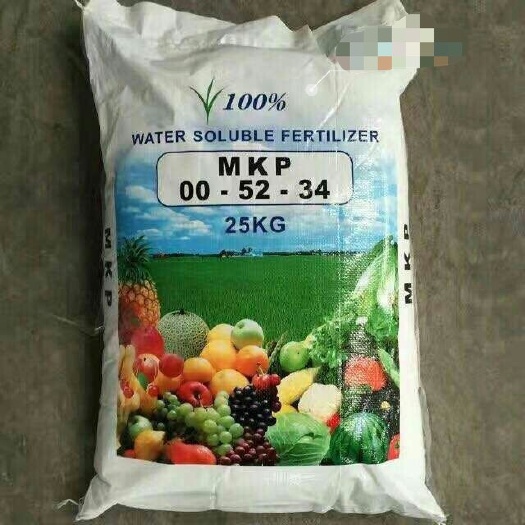 100%
WATER SOLUBLE FERTILIZER
MKP
00 - 52 - 34
25KG
MKP
MKP